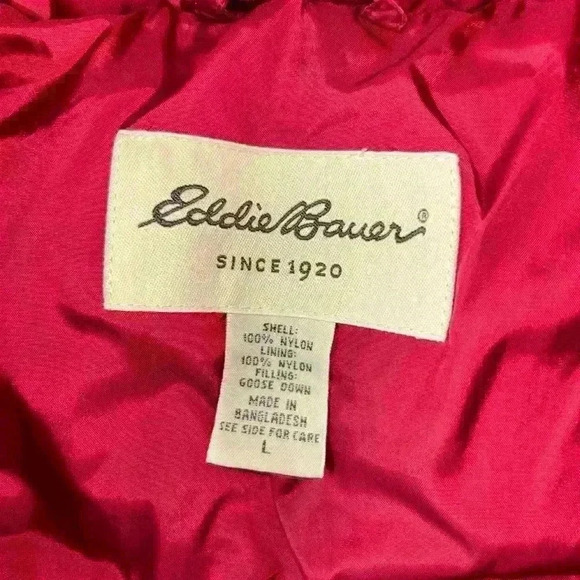 Eddie Bauer®
SINCE 1920
SHELL:
100% NYLON
LINING:
100% NYLON
FILLING:
GOOSE DOWN
MADE IN
BANGLADESH
SEE SIDE FOR CARE
L